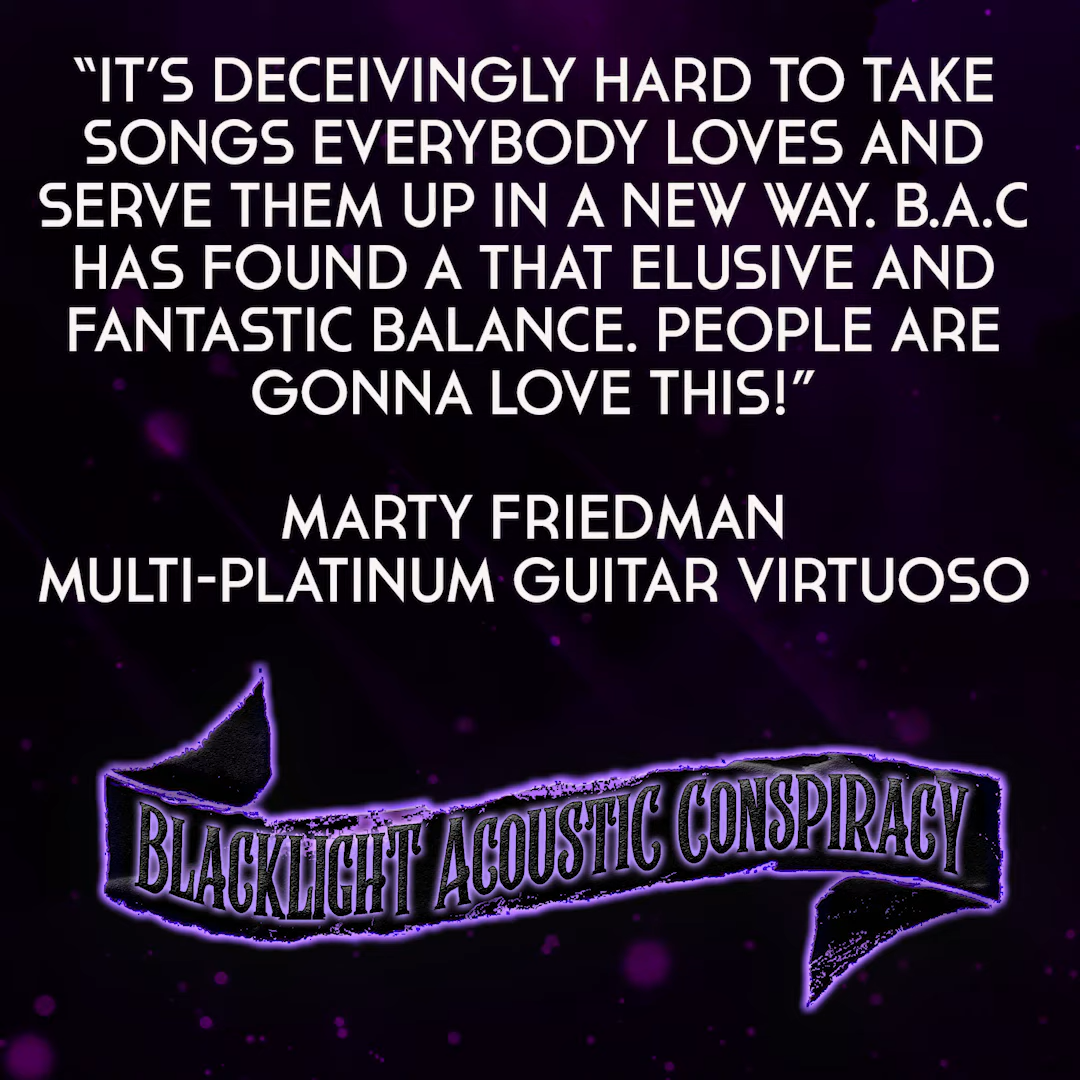 “IT’S DECEIVINGLY HARD TO TAKE
SONGS EVERYBODY LOVES AND
SERVE THEM UP IN A NEW WAY. B.A.C
HAS FOUND A THAT ELUSIVE AND
FANTASTIC BALANCE. PEOPLE ARE
GONNA LOVE THIS!”
MARTY FRIEDMAN
MULTI-PLATINUM GUITAR VIRTUOSO
BLACKLIGHT ACOUSTIC CONSPIRACY